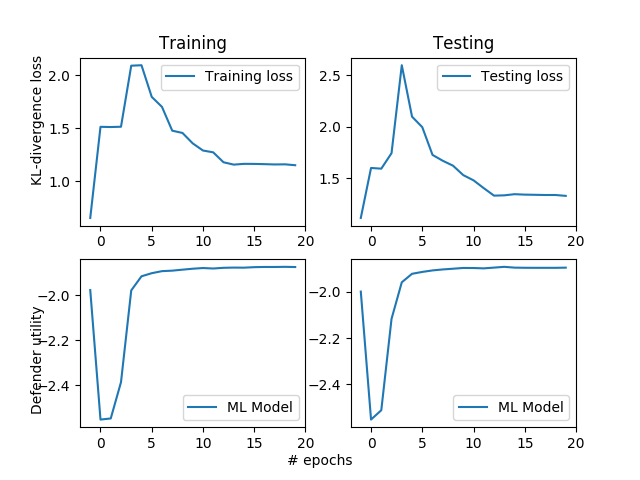 Training
Testing
KL-divergence loss
2.0
1.5
1.0
Training loss
0 5 10 15 20
2.5
2.0
1.5
Testing loss
0 5 10 15 20
Defender utility
−2.0
−2.2
−2.4
ML Model
0 5 10 15 20
−2.0
−2.2
−2.4
ML Model
0 5 10 15 20
# epochs